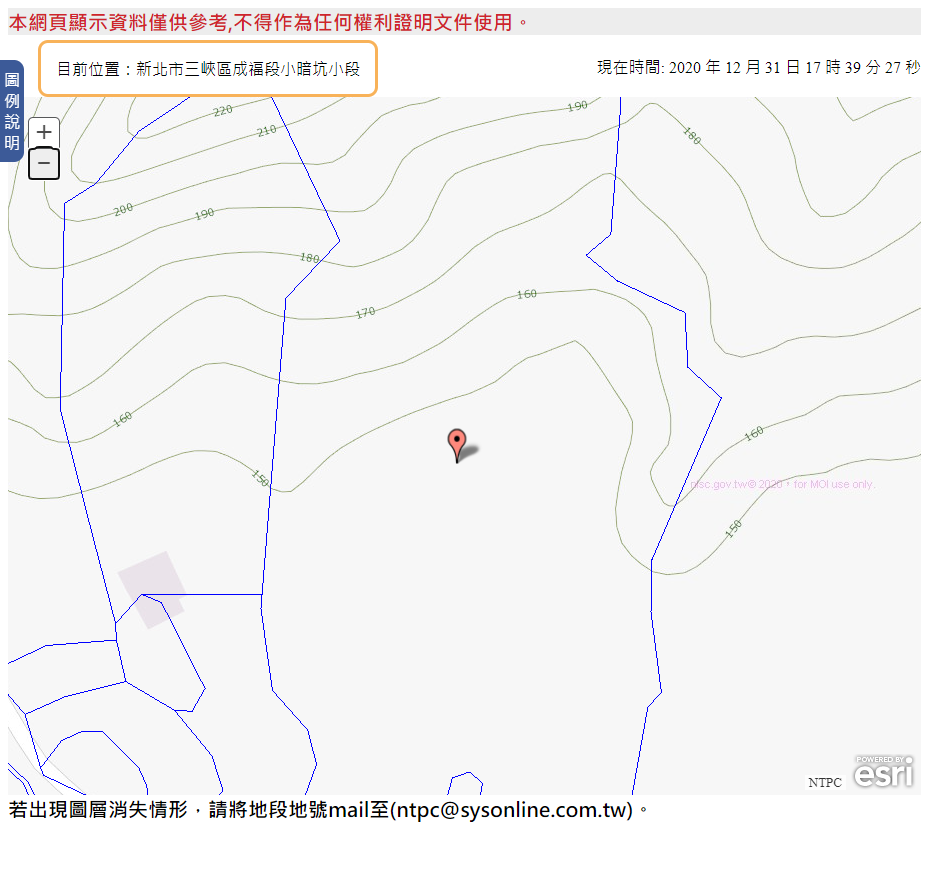 本網頁顯示資料僅供參考,不得作為任何權利證明文件使用。
目前位置：新北市三峽區成福段小暗坑小段
現在時間: 2020 年 12 月 31 日 17 時 39 分 27 秒
圖例說明
+
−
220
210
190
180
200
190
180
170
160
160
160
150
150
nlsc.gov.tw© 2020，for MOI use only.
NTPC
POWERED BY
esri
若出現圖層消失情形，請將地段地號mail至(ntpc@sysonline.com.tw)。